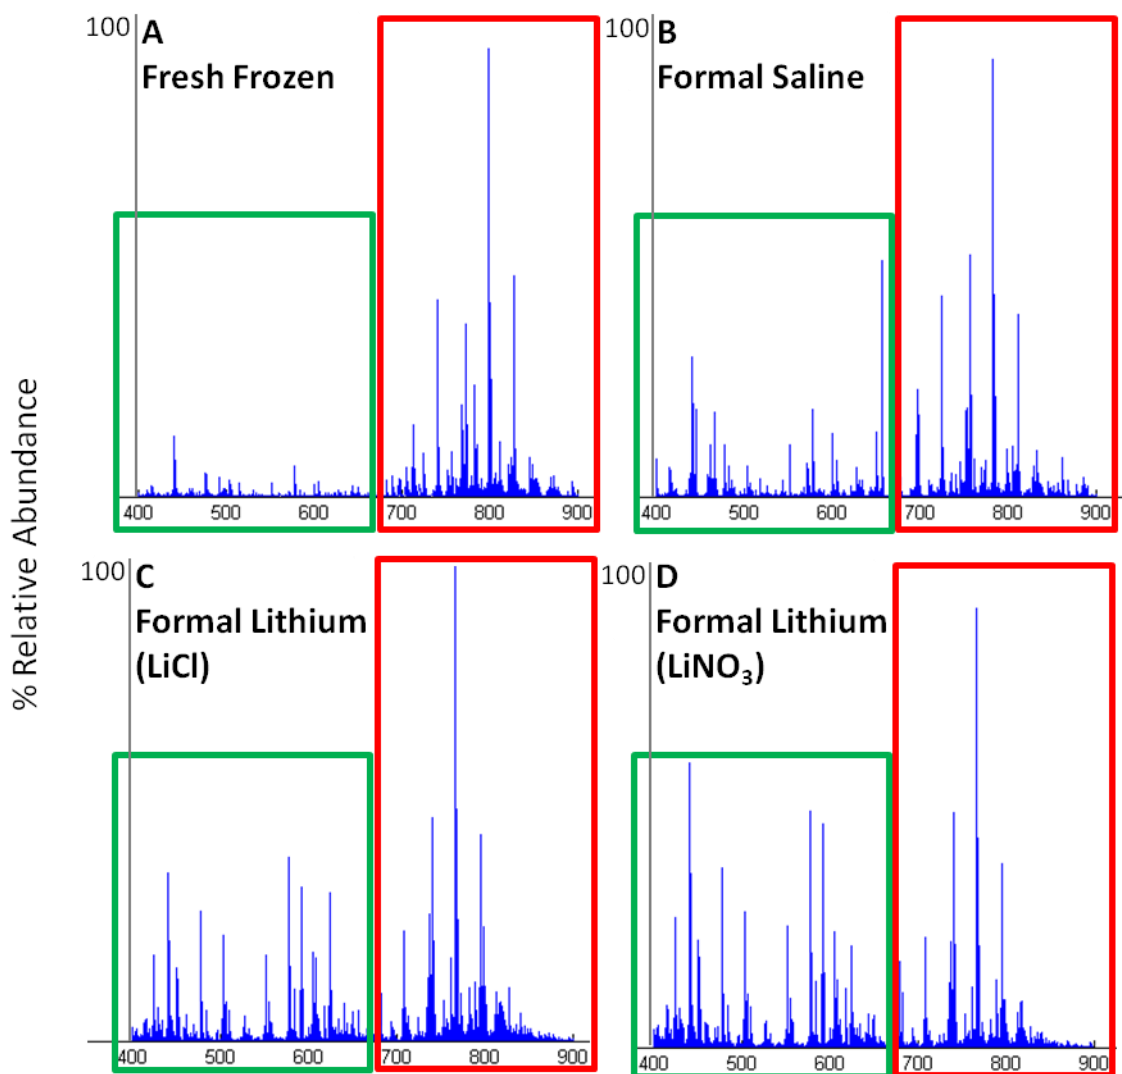 % Relative Abundance
100 A
Fresh Frozen
400 500 600 700 800 900
100 B
Formal Saline
400 500 600 700 800 900
100 C
Formal Lithium
(LiCl)
400 500 600 700 800 900
100 D
Formal Lithium
(LiNO₃)
400 500 600 700 800 900